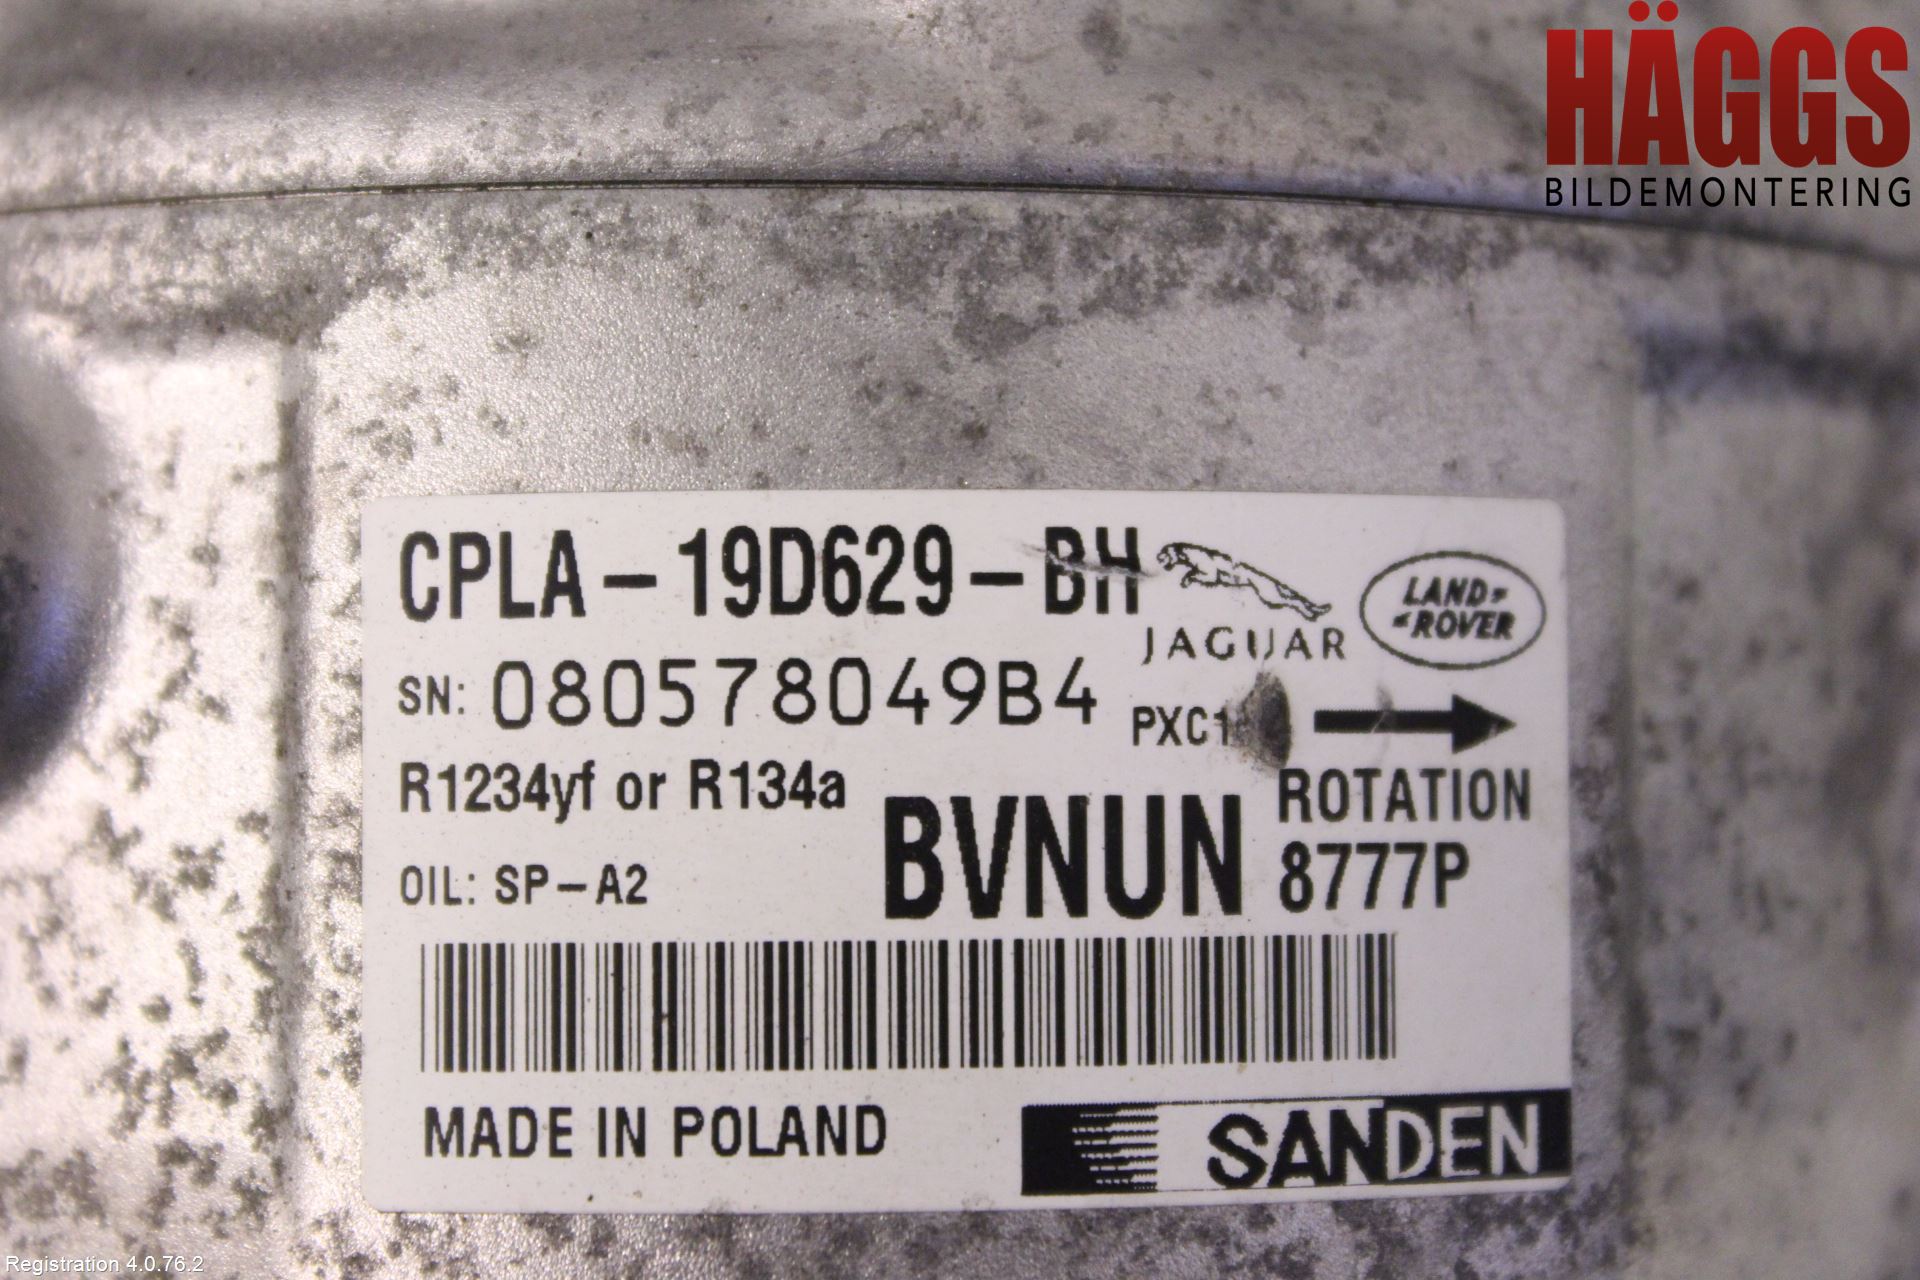 HÄGGS
BILDEMONTERING
CPLA-19D629-BH
JAGUAR
LAND
ROVER
SN: 080578049B4
R1234yf or R134a
ROTATION
BVNUN 8777P
OIL: SP-A2
MADE IN POLAND
SANDEN
Registration 4.0.76.2